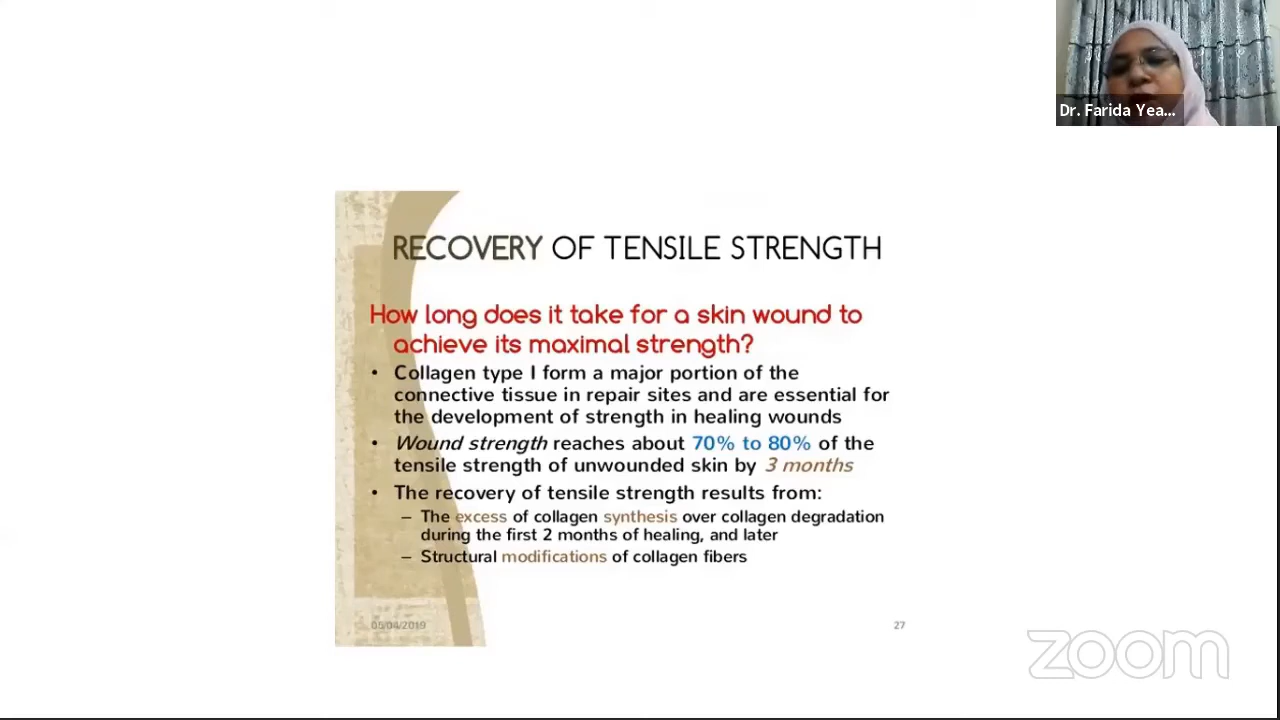 Dr. Farida Yea...
RECOVERY OF TENSILE STRENGTH
How long does it take for a skin wound to
achieve its maximal strength?
• Collagen type I form a major portion of the
connective tissue in repair sites and are essential for
the development of strength in healing wounds
• Wound strength reaches about 70% to 80% of the
tensile strength of unwounded skin by 3 months
• The recovery of tensile strength results from:
– The excess of collagen synthesis over collagen degradation
during the first 2 months of healing, and later
– Structural modifications of collagen fibers
05/04/2019
27
zoom